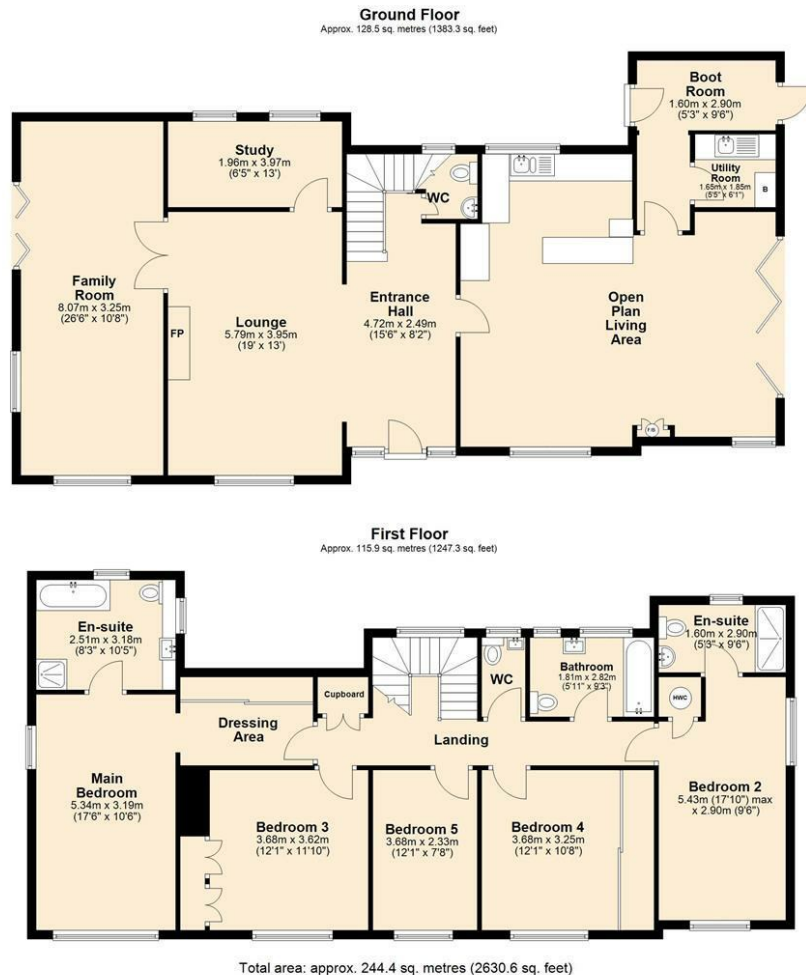 Ground Floor
Approx. 128.5 sq. metres (1383.3 sq. feet)
Boot
Room
1.60m x 2.90m
(5'3" x 9'6")
Study
1.96m x 3.97m
(6'5" x 13')
WC
Utility
Room
1.65m x 1.85m
(5'5" x 6'1")
B
Family
Room
8.07m x 3.25m
(26'6" x 10'8")
FP
Lounge
5.79m x 3.95m
(19' x 13')
Entrance
Hall
4.72m x 2.49m
(15'6" x 8'2")
Open
Plan
Living
Area
First Floor
Approx. 115.9 sq. metres (1247.3 sq. feet)
En-suite
2.51m x 3.18m
(8'3" x 10'5")
En-suite
1.60m x 2.90m
(5'3" x 9'6")
Bathroom
1.81m x 2.82m
(5'11" x 9'3")
WC
Cupboard
HWC
Dressing
Area
Landing
Main
Bedroom
5.34m x 3.19m
(17'6" x 10'6")
Bedroom 3
3.68m x 3.62m
(12'1" x 11'10")
Bedroom 5
3.68m x 2.33m
(12'1" x 7'8")
Bedroom 4
3.68m x 3.25m
(12'1" x 10'8")
Bedroom 2
5.43m (17'10") max
x 2.90m (9'6")
Total area: approx. 244.4 sq. metres (2630.6 sq. feet)